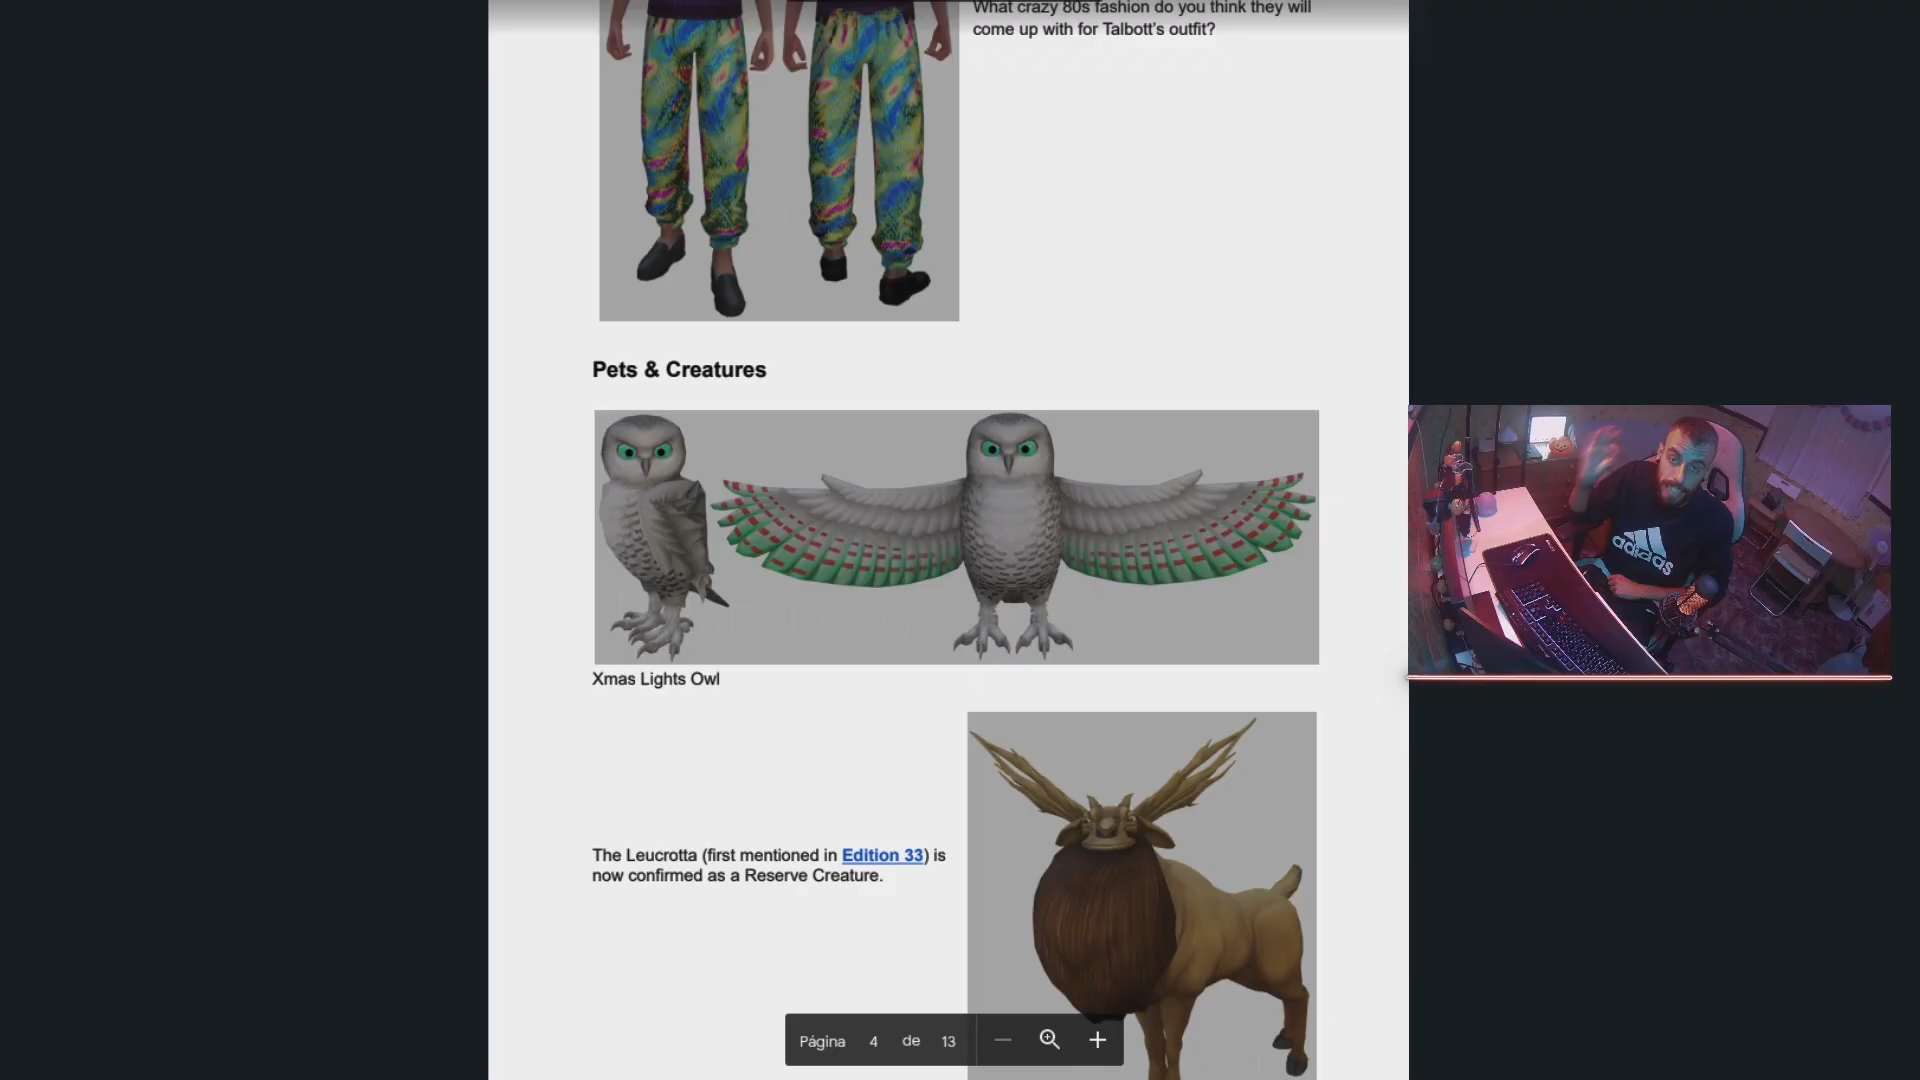 What crazy 80s fashion do you think they will
come up with for Talbott's outfit?
Pets & Creatures
Xmas Lights Owl
The Leucrotta (first mentioned in Edition 33) is
now confirmed as a Reserve Creature.
adidas
Página 4 de 13